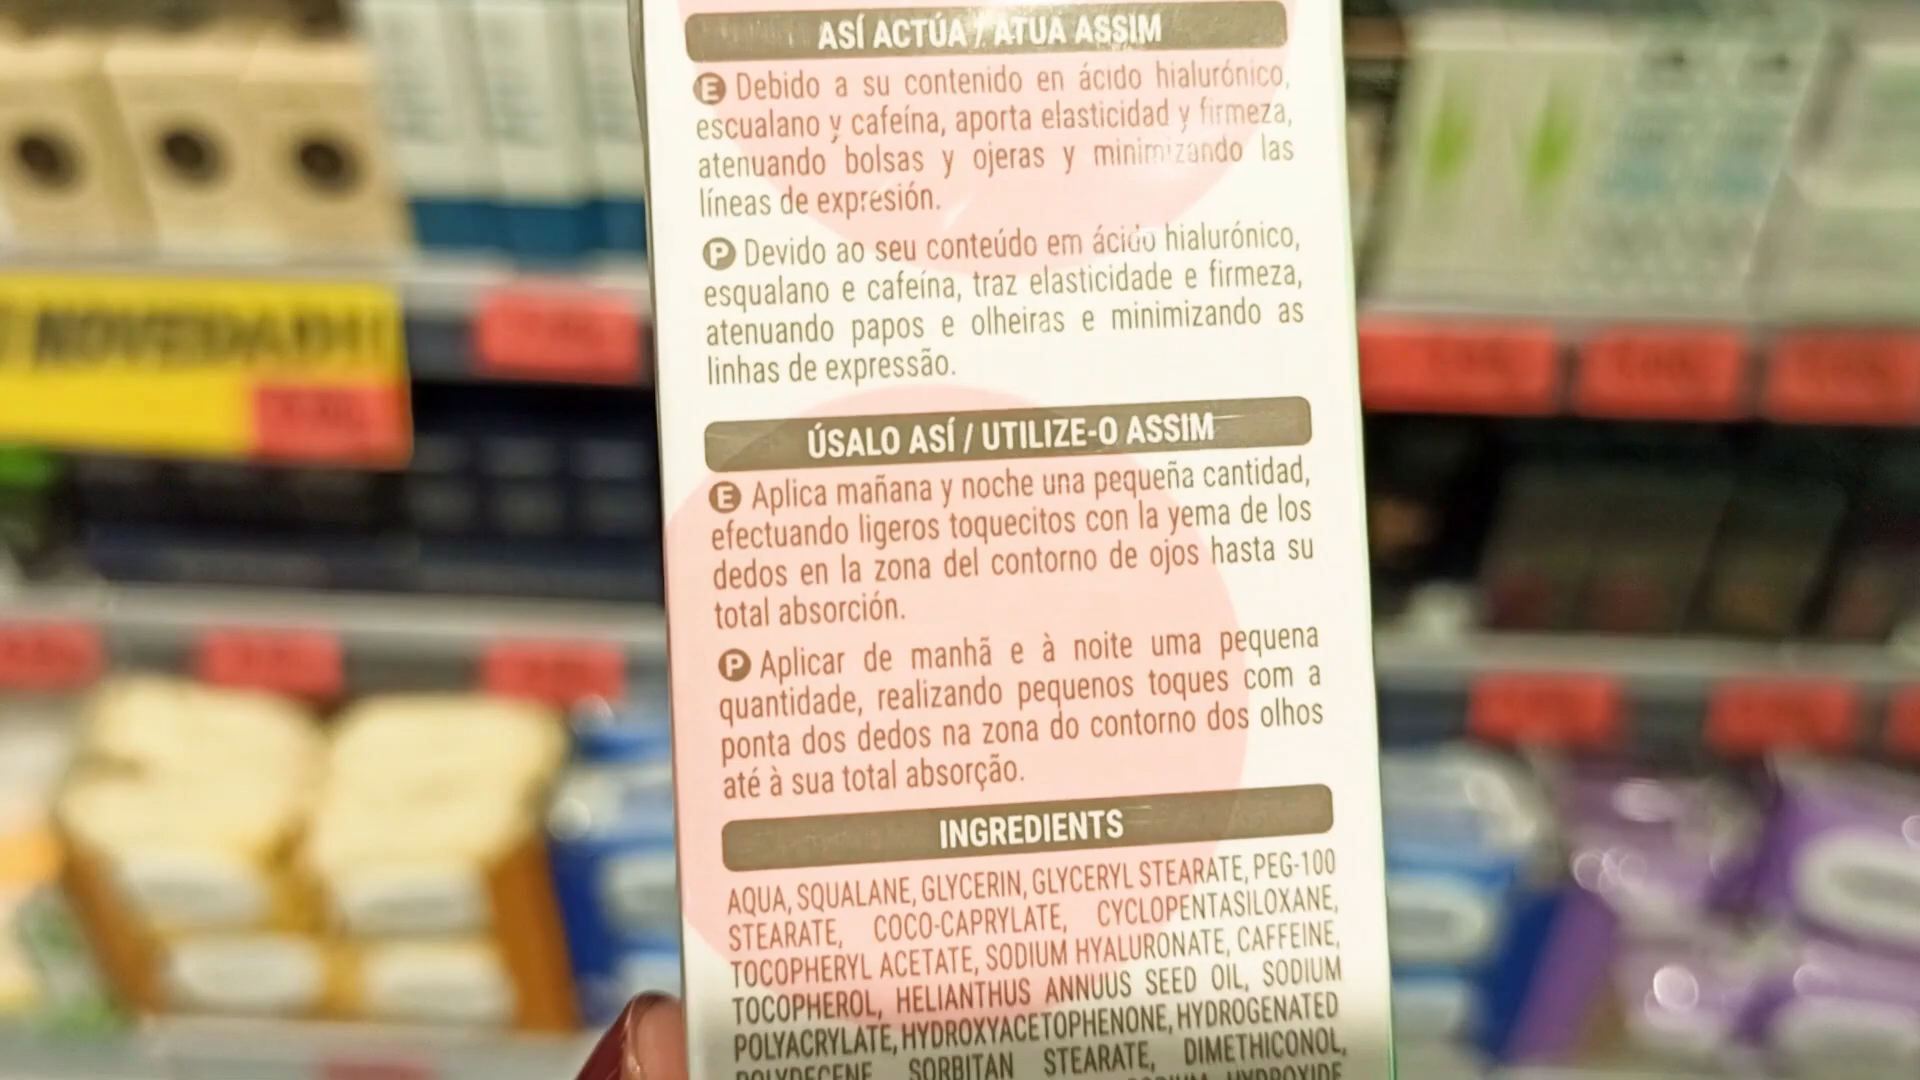 ASÍ ACTÚA / ATUA ASSIM
E Debido a su contenido en ácido hialurónico,
escualano y cafeína, aporta elasticidad y firmeza,
atenuando bolsas y ojeras y minimizando las
líneas de expresión.
P Devido ao seu conteúdo em ácido hialurónico,
esqualano e cafeína, traz elasticidade e firmeza,
atenuando papos e olheiras e minimizando as
linhas de expressão.
ÚSALO ASÍ / UTILIZE-O ASSIM
E Aplica mañana y noche una pequeña cantidad,
efectuando ligeros toquecitos con la yema de los
dedos en la zona del contorno de ojos hasta su
total absorción.
P Aplicar de manhã e à noite uma pequena
quantidade, realizando pequenos toques com a
ponta dos dedos na zona do contorno dos olhos
até à sua total absorção.
INGREDIENTS
AQUA, SQUALANE, GLYCERIN, GLYCERYL STEARATE, PEG-100
STEARATE, COCO-CAPRYLATE, CYCLOPENTASILOXANE,
TOCOPHERYL ACETATE, SODIUM HYALURONATE, CAFFEINE,
TOCOPHEROL, HELIANTHUS ANNUUS SEED OIL, SODIUM
POLYACRYLATE, HYDROXYACETOPHENONE, HYDROGENATED
POLYDECENE, SORBITAN STEARATE, DIMETHICONOL,
HYDROXIDE
NOVEDAD!!